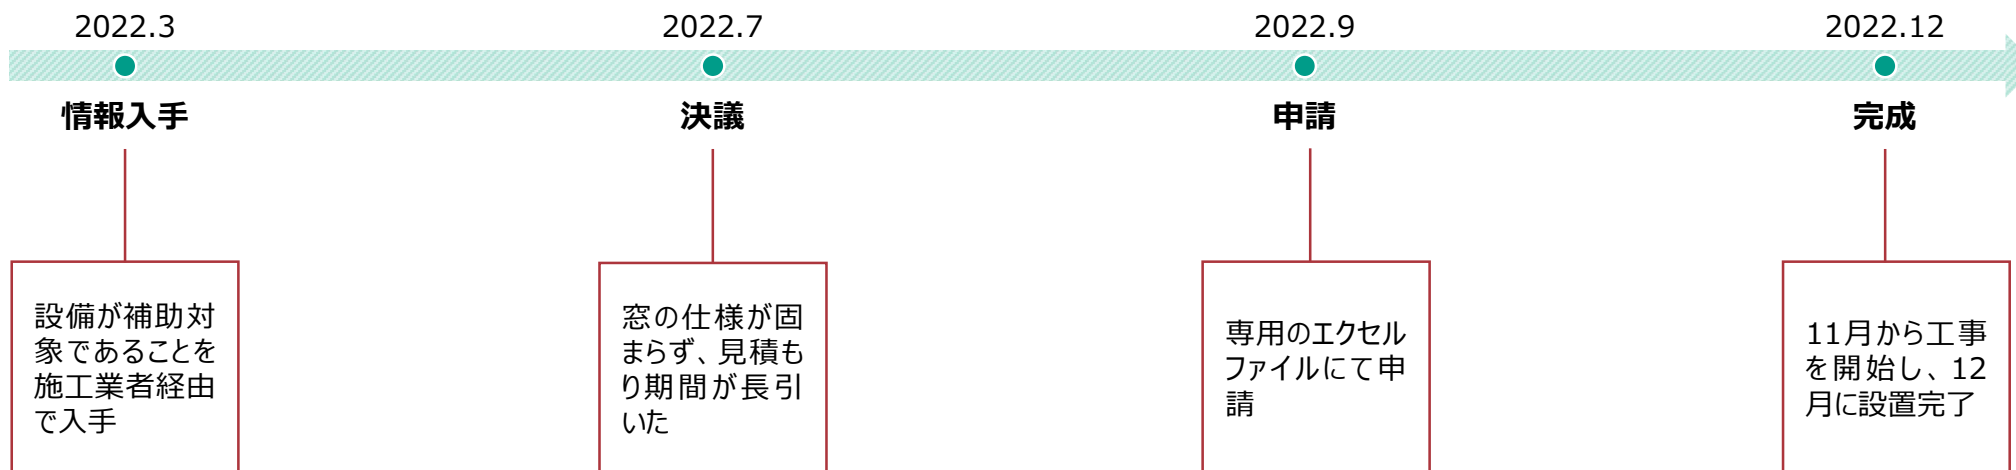 2022.3
2022.7
2022.9
2022.12
情報入手
決議
申請
完成
設備が補助対
象であることを
施工業者経由
で入手
窓の仕様が固
まらず、見積も
り期間が長引
いた
専用のエクセル
ファイルにて申
請
11月から工事
を開始し、12
月に設置完了